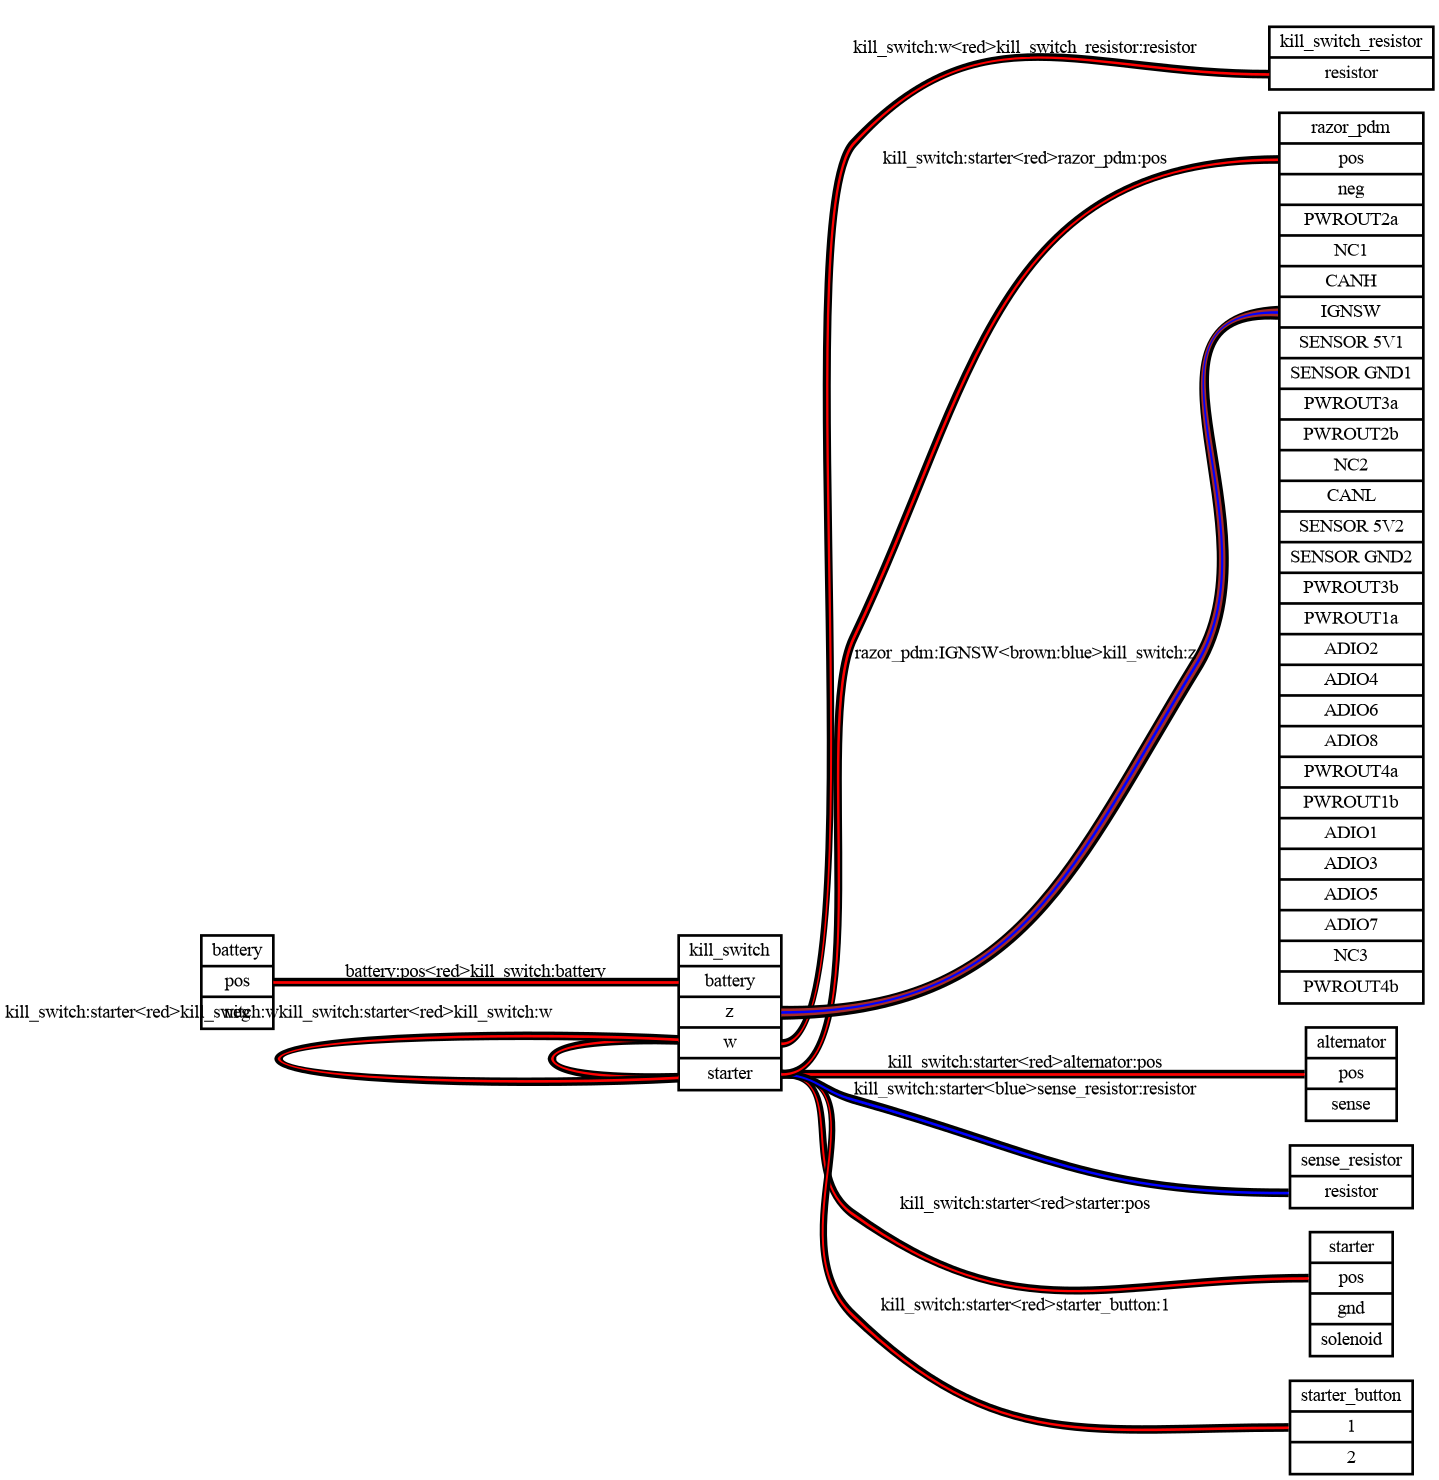 kill_switch:w<red>kill_switch_resistor:resistor
kill_switch_resistor
resistor
razor_pdm
kill_switch:starter<red>razor_pdm:pos
pos
neg
PWROUT2a
NC1
CANH
IGNSW
SENSOR 5V1
SENSOR GND1
PWROUT3a
PWROUT2b
NC2
CANL
SENSOR 5V2
SENSOR GND2
PWROUT3b
PWROUT1a
razor_pdm:IGNSW<brown:blue>kill_switch:z
ADIO2
ADIO4
ADIO6
ADIO8
PWROUT4a
PWROUT1b
ADIO1
ADIO3
ADIO5
ADIO7
NC3
PWROUT4b
battery
pos
neg
battery:pos<red>kill_switch:battery
kill_switch:starter<red>kill_switch:w
kill_switch:starter<red>kill_switch:w
kill_switch
battery
z
w
starter
kill_switch:starter<red>alternator:pos
alternator
pos
sense
kill_switch:starter<blue>sense_resistor:resistor
sense_resistor
resistor
kill_switch:starter<red>starter:pos
starter
pos
gnd
solenoid
kill_switch:starter<red>starter_button:1
starter_button
1
2